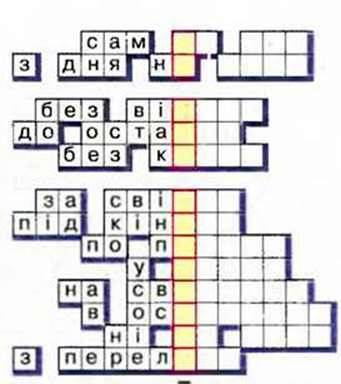 сам
з дня н
без ві
до оста
без к
за сві
під кін
по п
у
на св
в ос
ні
з перел